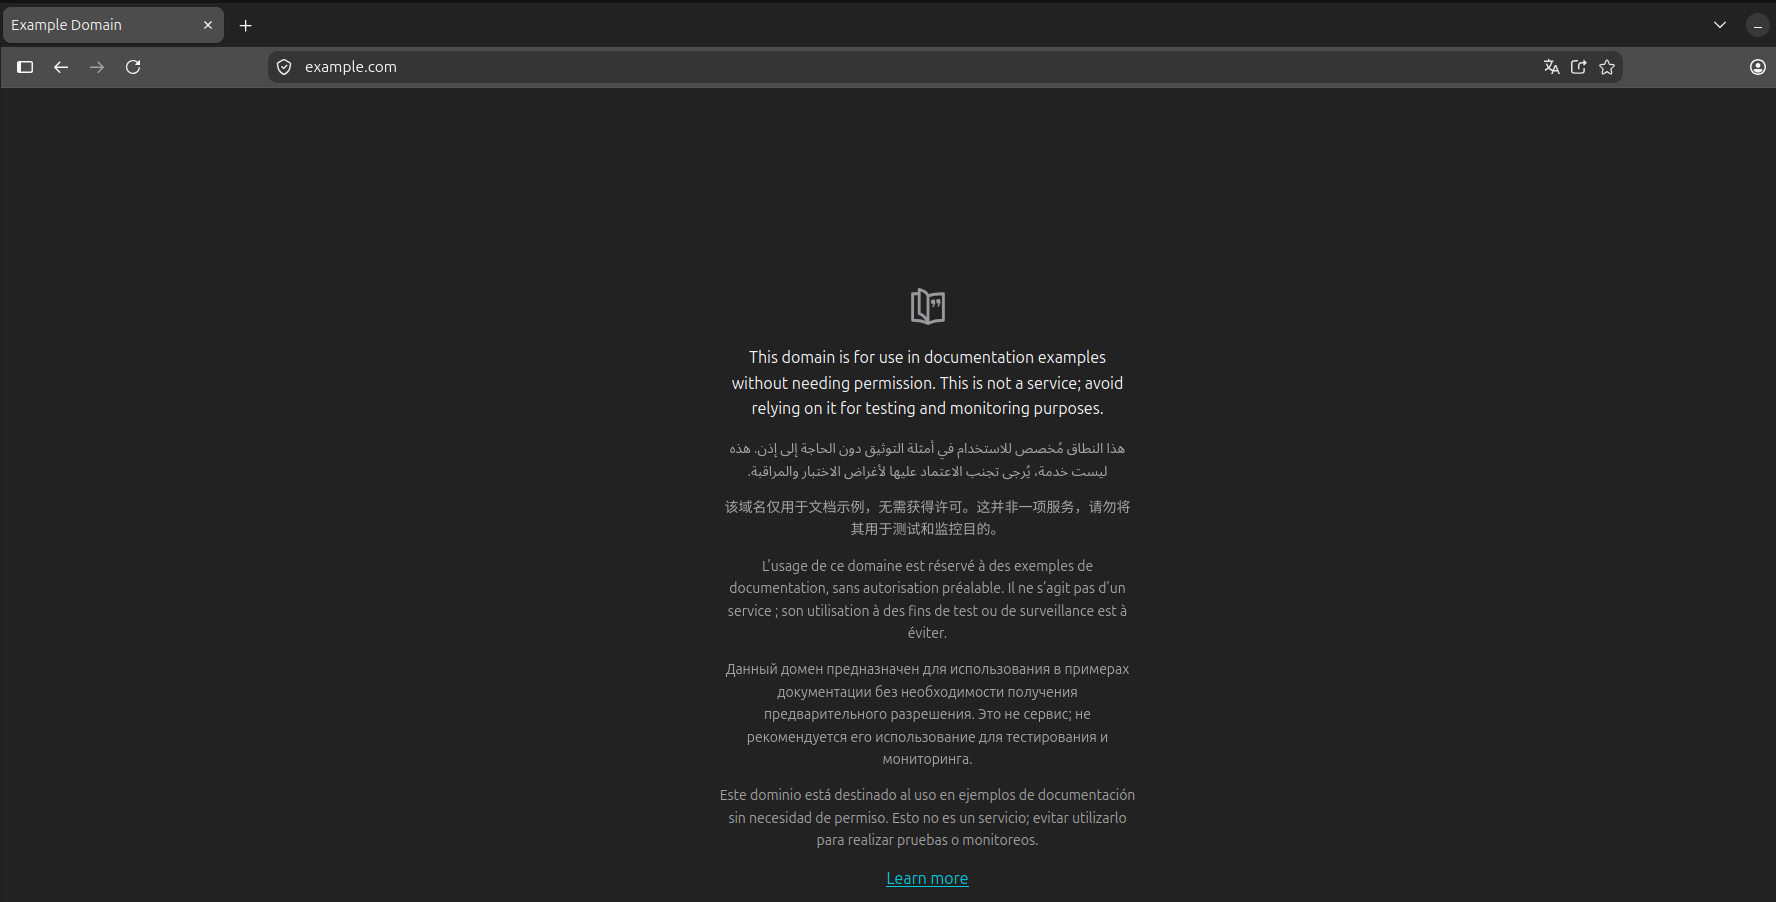 Example Domain
example.com
This domain is for use in documentation examples
without needing permission. This is not a service; avoid
relying on it for testing and monitoring purposes.
هذا النطاق مُخصص للاستخدام في أمثلة التوثيق دون الحاجة إلى إذن. هذه
ليست خدمة، يُرجى تجنب الاعتماد عليها لأغراض الاختبار والمراقبة.
该域名仅用于文档示例，无需获得许可。这并非一项服务，请勿将
其用于测试和监控目的。
L’usage de ce domaine est réservé à des exemples de
documentation, sans autorisation préalable. Il ne s’agit pas d’un
service ; son utilisation à des fins de test ou de surveillance est à
éviter.
Данный домен предназначен для использования в примерах
документации без необходимости получения
предварительного разрешения. Это не сервис; не
рекомендуется его использование для тестирования и
мониторинга.
Este dominio está destinado al uso en ejemplos de documentación
sin necesidad de permiso. Esto no es un servicio; evitar utilizarlo
para realizar pruebas o monitoreos.
Learn more